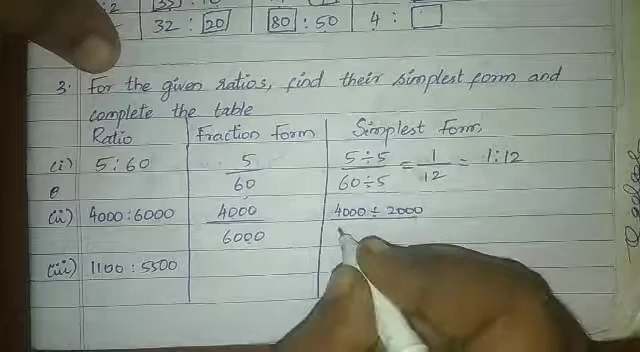 32 : 20
80 : 50
4 :
3. For the given ratios, find their simplest form and
complete the table
Ratio Fraction Form Simplest Form
(i) 5 : 60 5/60 5÷5/60÷5 = 1/12 = 1:12
(ii) 4000 : 6000 4000/6000 4000 ÷ 2000
(iii) 1100 : 5500